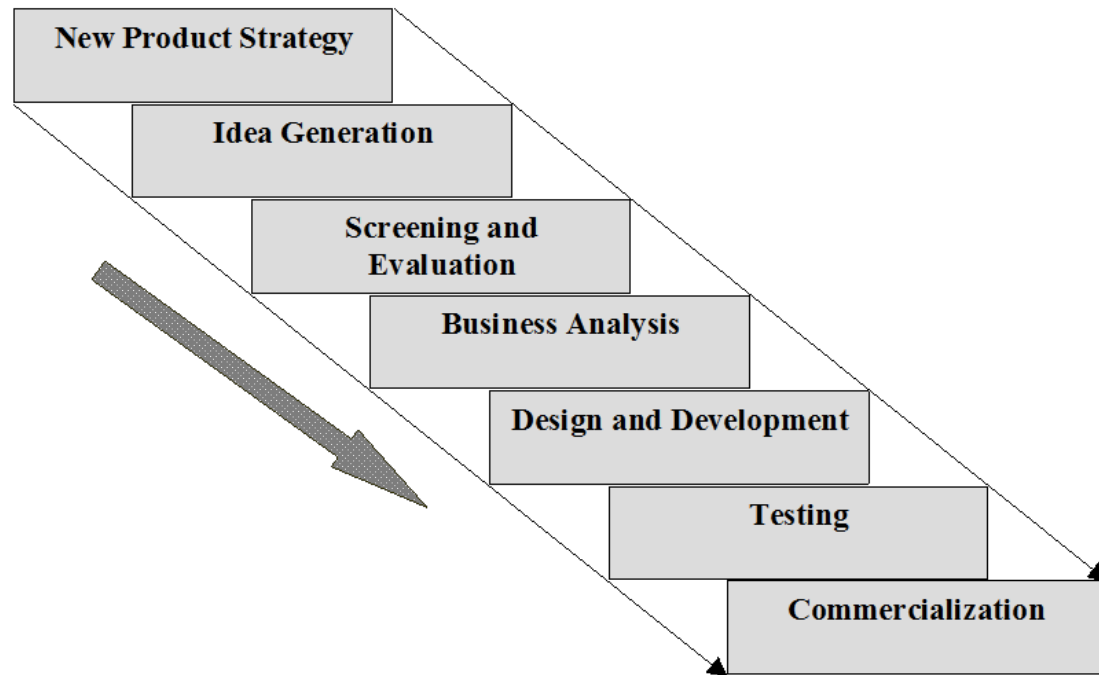 New Product Strategy
Idea Generation
Screening and
Evaluation
Business Analysis
Design and Development
Testing
Commercialization